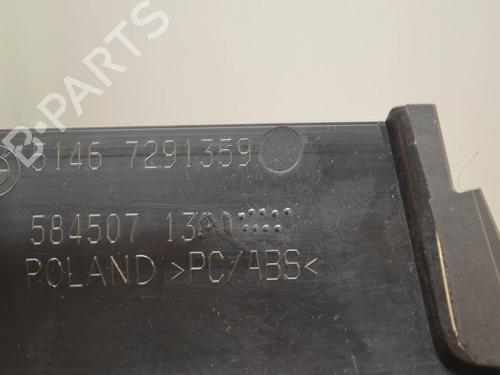 B-PARTS
5146 7291359
584507 13
POLAND >PC/ABS<